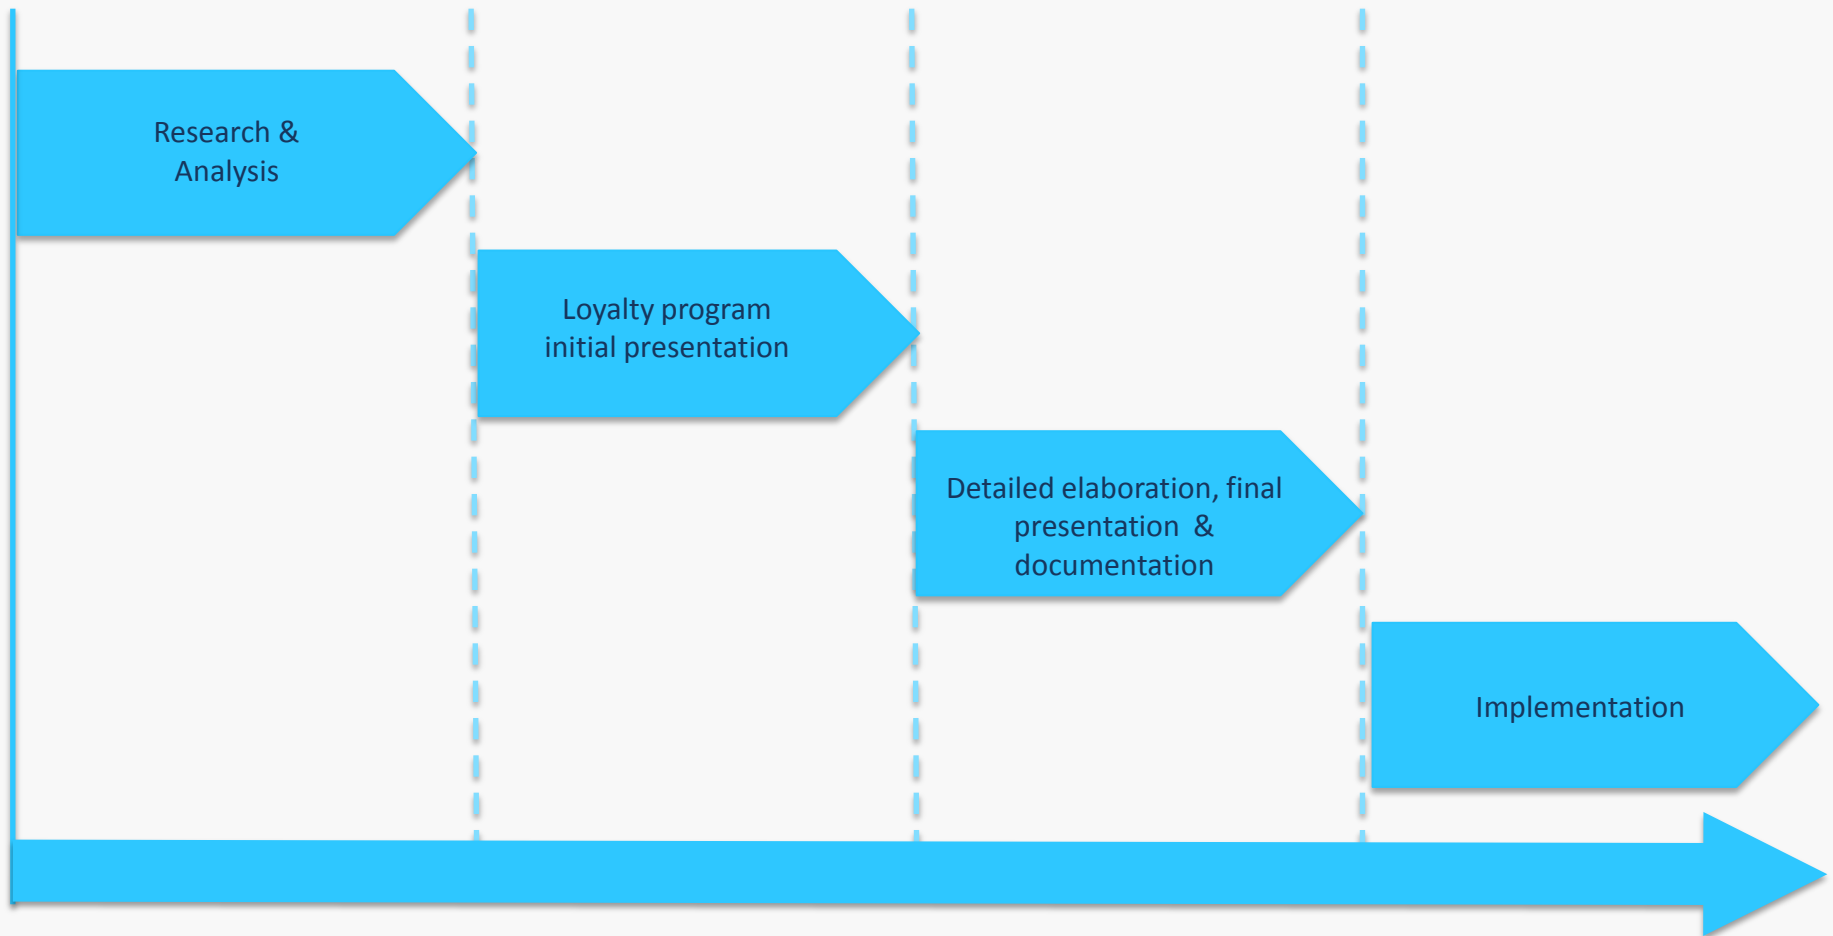 Research &
Analysis
Loyalty program
initial presentation
Detailed elaboration, final
presentation  &
documentation
Implementation